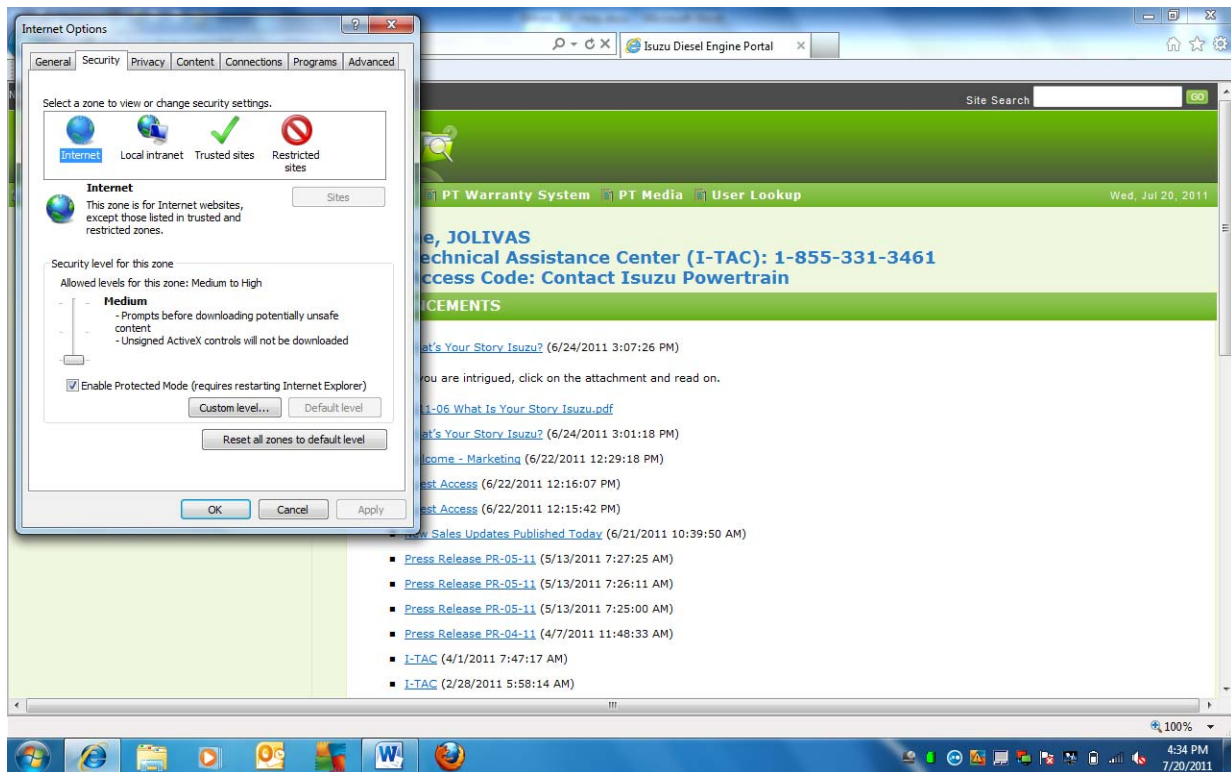 Internet Options
General Security Privacy Content Connections Programs Advanced
Select a zone to view or change security settings.
Internet
Local intranet
Trusted sites
Restricted
sites
Internet
This zone is for Internet websites,
except those listed in trusted and
restricted zones.
Sites
Security level for this zone
Allowed levels for this zone: Medium to High
Medium
- Prompts before downloading potentially unsafe
content
- Unsigned ActiveX controls will not be downloaded
Enable Protected Mode (requires restarting Internet Explorer)
Custom level... Default level
Reset all zones to default level
OK Cancel Apply
Isuzu Diesel Engine Portal
Site Search GO
PT Warranty System PT Media User Lookup Wed, Jul 20, 2011
e, JOLIVAS
echnical Assistance Center (I-TAC): 1-855-331-3461
ccess Code: Contact Isuzu Powertrain
NCEMENTS
at's Your Story Isuzu? (6/24/2011 3:07:26 PM)
you are intrigued, click on the attachment and read on.
11-06 What Is Your Story Isuzu.pdf
at's Your Story Isuzu? (6/24/2011 3:01:18 PM)
lcome - Marketing (6/22/2011 12:29:18 PM)
est Access (6/22/2011 12:16:07 PM)
est Access (6/22/2011 12:15:42 PM)
New Sales Updates Published Today (6/21/2011 10:39:50 AM)
Press Release PR-05-11 (5/13/2011 7:27:25 AM)
Press Release PR-05-11 (5/13/2011 7:26:11 AM)
Press Release PR-05-11 (5/13/2011 7:25:00 AM)
Press Release PR-04-11 (4/7/2011 11:48:33 AM)
I-TAC (4/1/2011 7:47:17 AM)
I-TAC (2/28/2011 5:58:14 AM)
100%
4:34 PM
7/20/2011